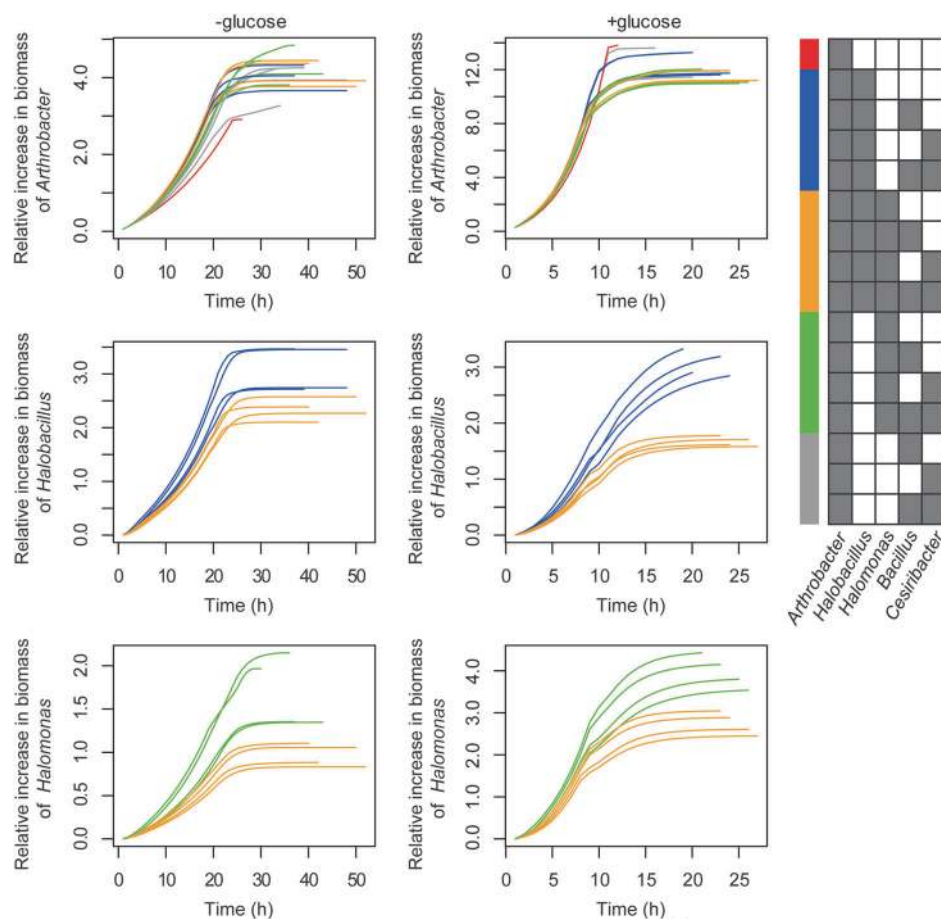 -glucose
+glucose
Relative increase in biomass
of Arthrobacter
0.0 2.0 4.0
0 10 20 30 40 50
Time (h)
0.0 4.0 8.0 12.0
0 5 10 15 20 25
Time (h)
Relative increase in biomass
of Arthrobacter
Relative increase in biomass
of Halobacillus
0.0 1.0 2.0 3.0
0 10 20 30 40 50
Time (h)
Relative increase in biomass
of Halobacillus
0.0 1.0 2.0 3.0
0 5 10 15 20 25
Time (h)
Arthrobacter
Halobacillus
Halomonas
Bacillus
Cesiribacter
Relative increase in biomass
of Halomonas
0.0 0.5 1.0 1.5 2.0
0 10 20 30 40 50
Time (h)
Relative increase in biomass
of Halomonas
0.0 1.0 2.0 3.0 4.0
0 5 10 15 20 25
Time (h)